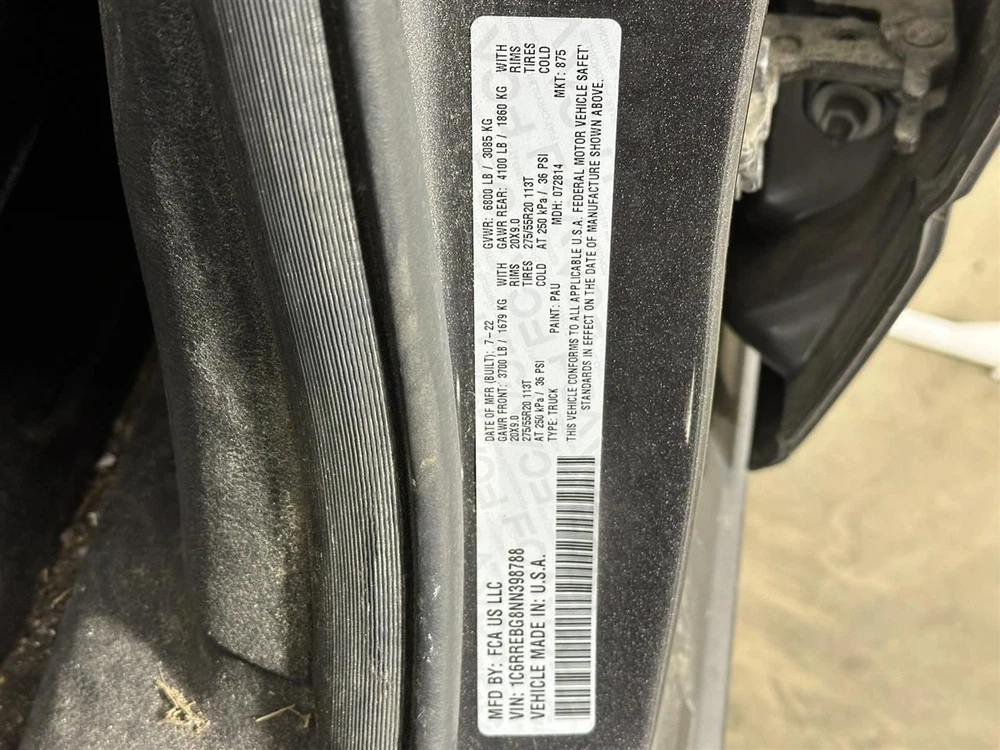 MFD BY: FCA US LLC
VIN: 1C6RREBG8NN398788
VEHICLE MADE IN: U.S.A.
DATE OF MFR (BUILT): 7-22 GVWR: 6800 LB / 3085 KG
GAWR FRONT: 3700 LB / 1679 KG WITH GAWR REAR: 4100 LB / 1860 KG WITH
20X9.0 RIMS 20X9.0 RIMS
275/55R20 113T TIRES 275/55R20 113T TIRES
AT 250 kPa / 36 PSI COLD AT 250 kPa / 36 PSI COLD
TYPE: TRUCK PAINT: PAU MDH: 072814 MKT: 875
THIS VEHICLE CONFORMS TO ALL APPLICABLE U.S.A. FEDERAL MOTOR VEHICLE SAFETY
STANDARDS IN EFFECT ON THE DATE OF MANUFACTURE SHOWN ABOVE.